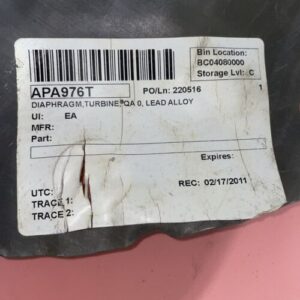 Bin Location:
BC04080000
Storage Lvl: C
APA976T PO/Ln: 220516 1
DIAPHRAGM,TURBINE,QA 0, LEAD ALLOY
UI: EA
MFR:
Part:
Expires:
UTC: REC: 02/17/2011
TRACE 1:
TRACE 2: